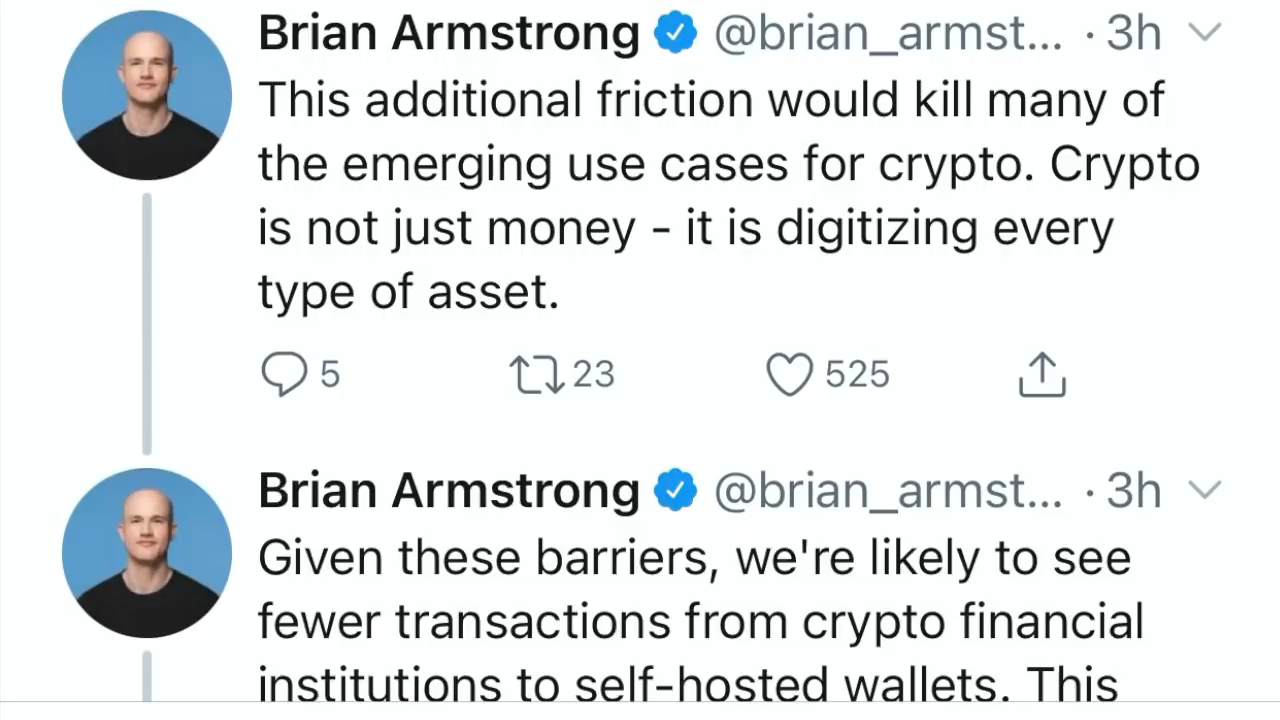 Brian Armstrong @brian_armst... · 3h
This additional friction would kill many of
the emerging use cases for crypto. Crypto
is not just money - it is digitizing every
type of asset.
5 23 525
Brian Armstrong @brian_armst... · 3h
Given these barriers, we're likely to see
fewer transactions from crypto financial
institutions to self-hosted wallets. This